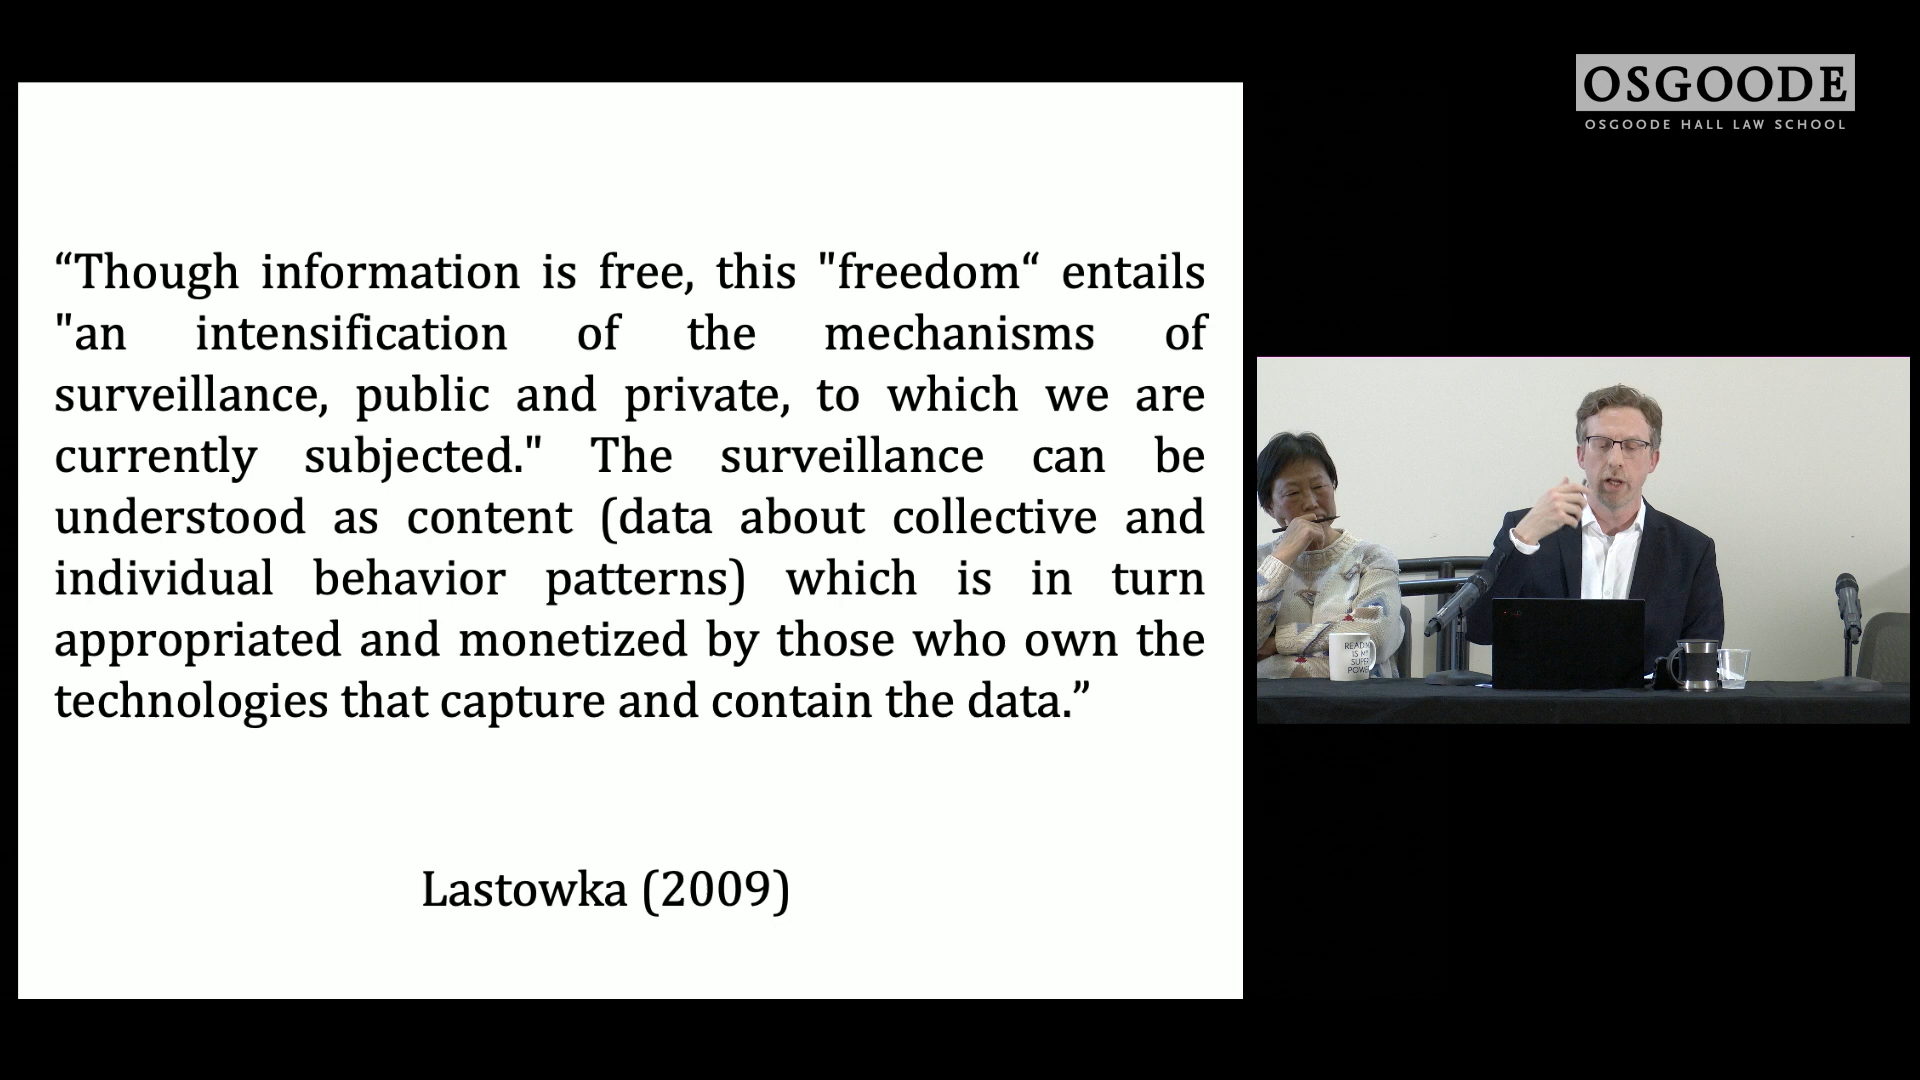 OSGOODE
OSGOODE HALL LAW SCHOOL
“Though information is free, this "freedom“ entails
"an intensification of the mechanisms of
surveillance, public and private, to which we are
currently subjected." The surveillance can be
understood as content (data about collective and
individual behavior patterns) which is in turn
appropriated and monetized by those who own the
technologies that capture and contain the data.”
Lastowka (2009)
IS MY